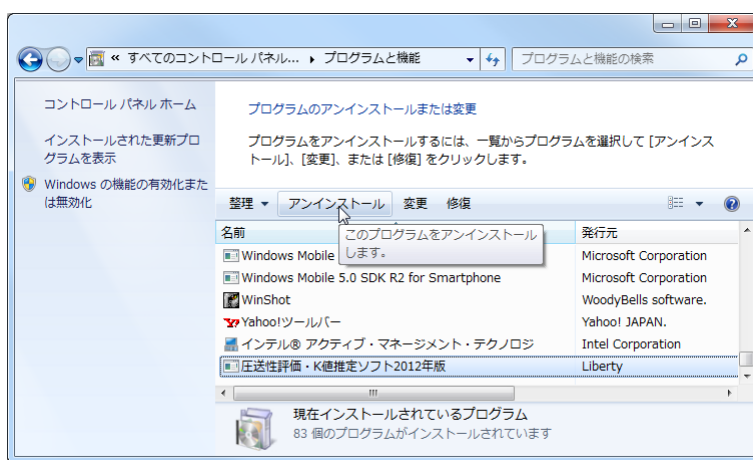 « すべてのコントロール パネル... ▸ プログラムと機能
プログラムと機能の検索
コントロール パネル ホーム
インストールされた更新プロ
グラムを表示
Windows の機能の有効化また
は無効化
プログラムのアンインストールまたは変更
プログラムをアンインストールするには、一覧からプログラムを選択して [アンインス
トール]、[変更]、または [修復] をクリックします。
整理 ▼ アンインストール 変更 修復
名前 発行元
このプログラムをアンインストール
します。
Windows Mobile Microsoft Corporation
Windows Mobile 5.0 SDK R2 for Smartphone Microsoft Corporation
WinShot WoodyBells software.
Yahoo!ツールバー Yahoo! JAPAN.
インテル® アクティブ・マネージメント・テクノロジ Intel Corporation
圧送性評価・K値推定ソフト2012年版 Liberty
現在インストールされているプログラム
83 個のプログラムがインストールされています